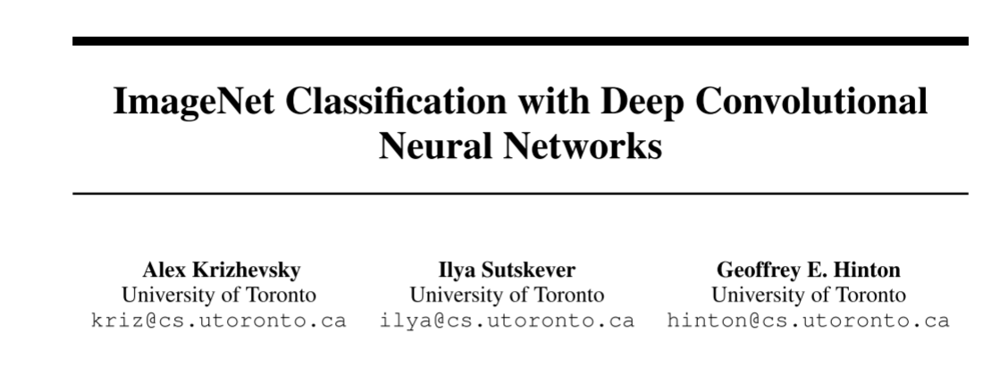 ImageNet Classification with Deep Convolutional
Neural Networks
Alex Krizhevsky
University of Toronto
kriz@cs.utoronto.ca
Ilya Sutskever
University of Toronto
ilya@cs.utoronto.ca
Geoffrey E. Hinton
University of Toronto
hinton@cs.utoronto.ca